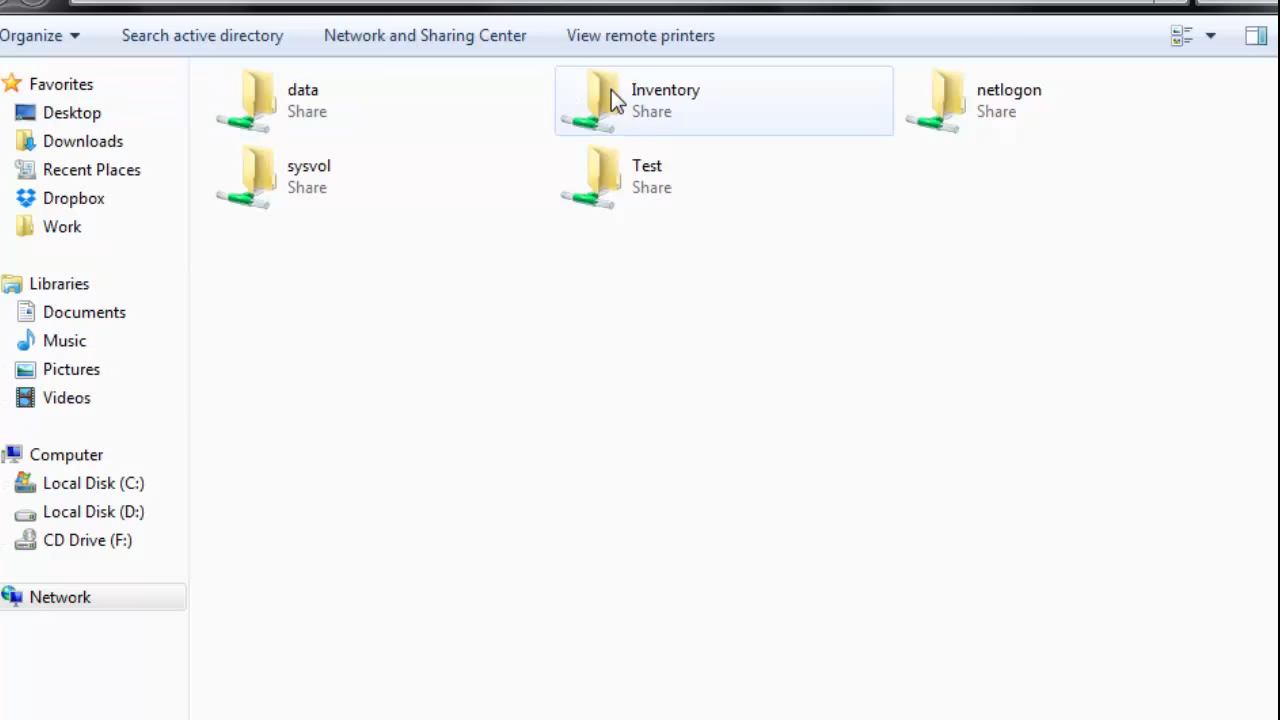 Organize
Search active directory
Network and Sharing Center
View remote printers
Favorites
Desktop
Downloads
Recent Places
Dropbox
Work
Libraries
Documents
Music
Pictures
Videos
Computer
Local Disk (C:)
Local Disk (D:)
CD Drive (F:)
Network
data
Share
Inventory
Share
netlogon
Share
sysvol
Share
Test
Share